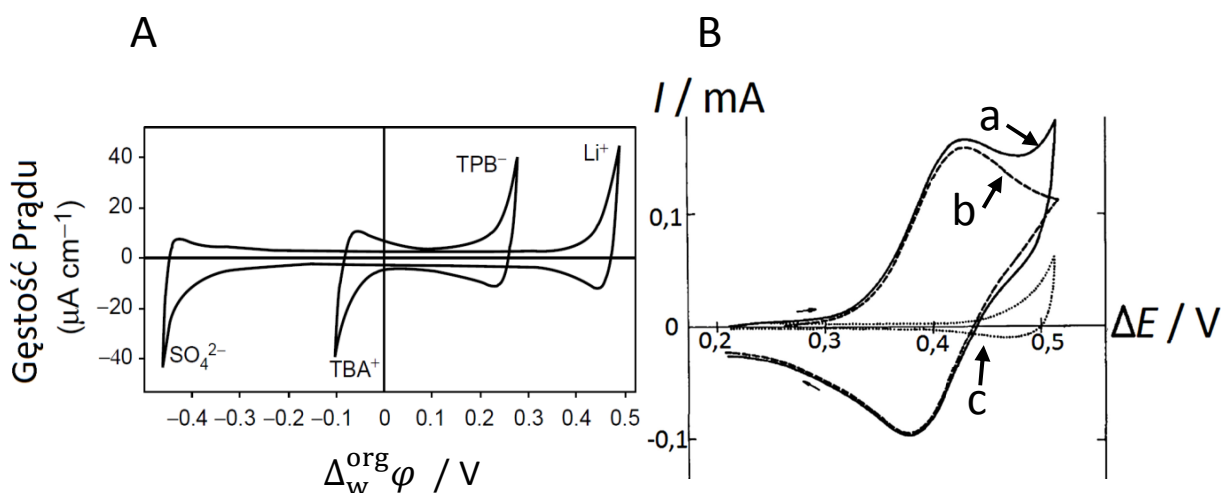 A
Gęstość Prądu
(μA cm⁻¹)
40
20
0
−20
−40
TPB⁻
Li⁺
SO₄²⁻
TBA⁺
−0.4 −0.3 −0.2 −0.1 0 0.1 0.2 0.3 0.4 0.5
Δ_w^org φ / V
B
I / mA
a
b
c
0,1
0
-0,1
0,2 0,3 0,4 0,5
ΔE / V